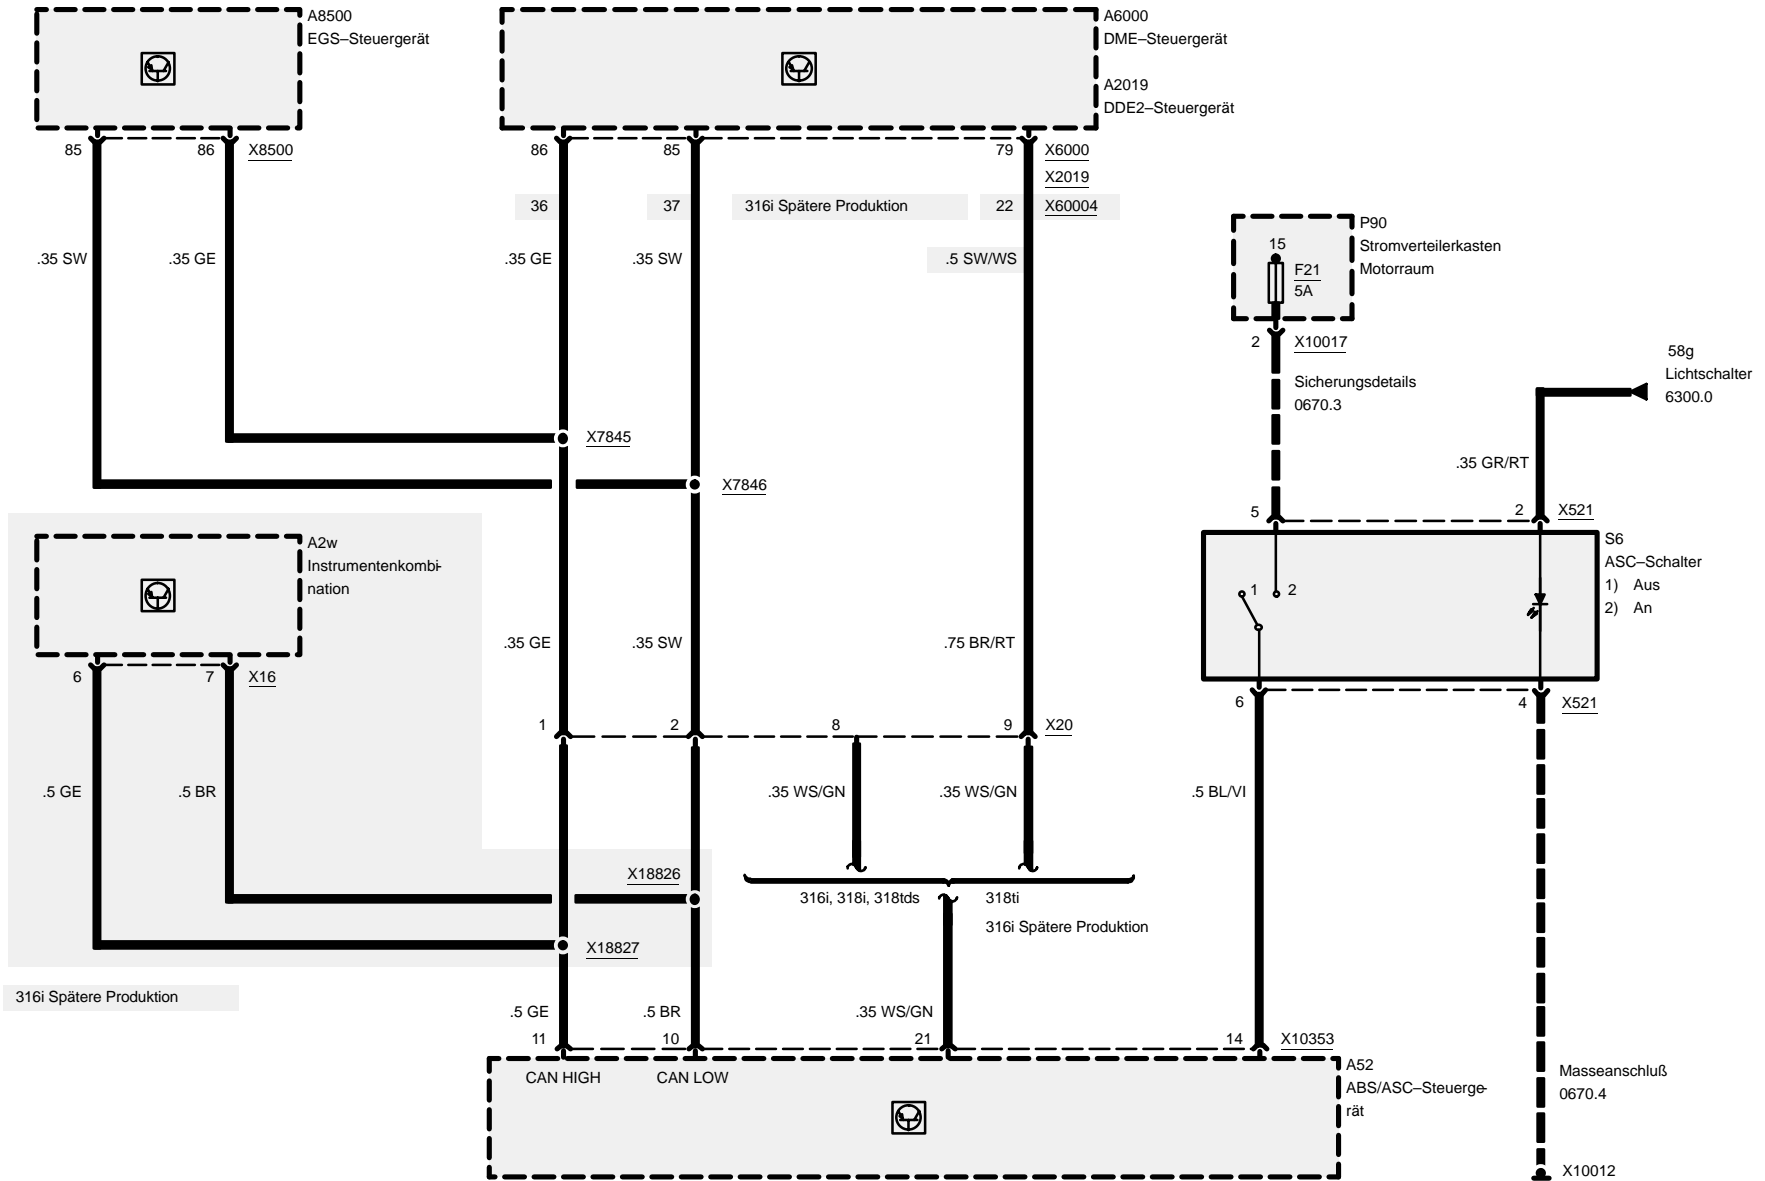 A8500
EGS–Steuergerät
A6000
DME–Steuergerät
A2019
DDE2–Steuergerät
85
86
X8500
86
85
79
X6000
X2019
36
37
316i Spätere Produktion
22
X60004
.35 SW
.35 GE
.35 GE
.35 SW
.5 SW/WS
P90
Stromverteilerkasten
Motorraum
15
F21
5A
2
X10017
Sicherungsdetails
0670.3
58g
Lichtschalter
6300.0
X7845
X7846
.35 GR/RT
5
2
X521
A2w
Instrumentenkombi-
nation
S6
ASC–Schalter
1) Aus
2) An
1
2
6
7
X16
.35 GE
.35 SW
.75 BR/RT
6
4
X521
1
2
8
9
X20
.5 GE
.5 BR
.35 WS/GN
.35 WS/GN
.5 BL/VI
X18826
316i, 318i, 318tds
318ti
316i Spätere Produktion
X18827
316i Spätere Produktion
.5 GE
.5 BR
.35 WS/GN
11
10
21
14
X10353
CAN HIGH
CAN LOW
A52
ABS/ASC–Steuerge-
rät
Masseanschluß
0670.4
X10012